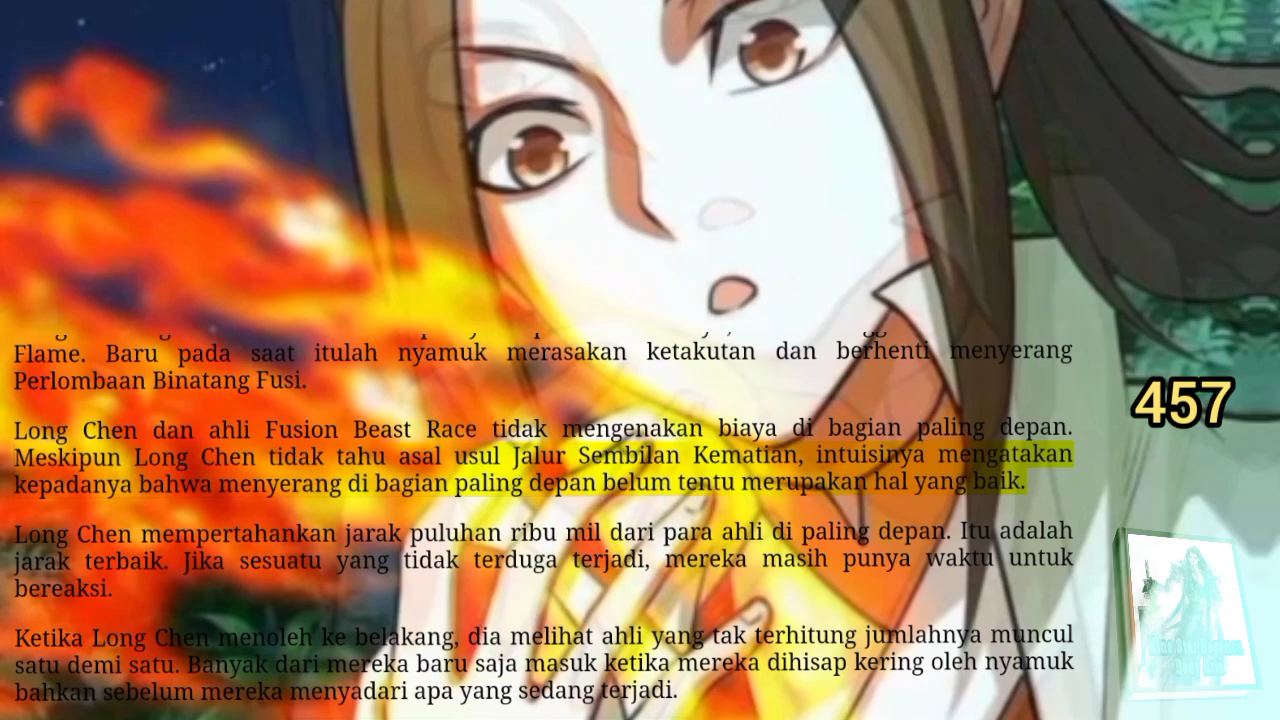 Flame. Baru pada saat itulah nyamuk merasakan ketakutan dan berhenti menyerang
Perlombaan Binatang Fusi.
Long Chen dan ahli Fusion Beast Race tidak mengenakan biaya di bagian paling depan.
Meskipun Long Chen tidak tahu asal usul Jalur Sembilan Kematian, intuisinya mengatakan
kepadanya bahwa menyerang di bagian paling depan belum tentu merupakan hal yang baik.
Long Chen mempertahankan jarak puluhan ribu mil dari para ahli di paling depan. Itu adalah
jarak terbaik. Jika sesuatu yang tidak terduga terjadi, mereka masih punya waktu untuk
bereaksi.
Ketika Long Chen menoleh ke belakang, dia melihat ahli yang tak terhitung jumlahnya muncul
satu demi satu. Banyak dari mereka baru saja masuk ketika mereka dihisap kering oleh nyamuk
bahkan sebelum mereka menyadari apa yang sedang terjadi.
457